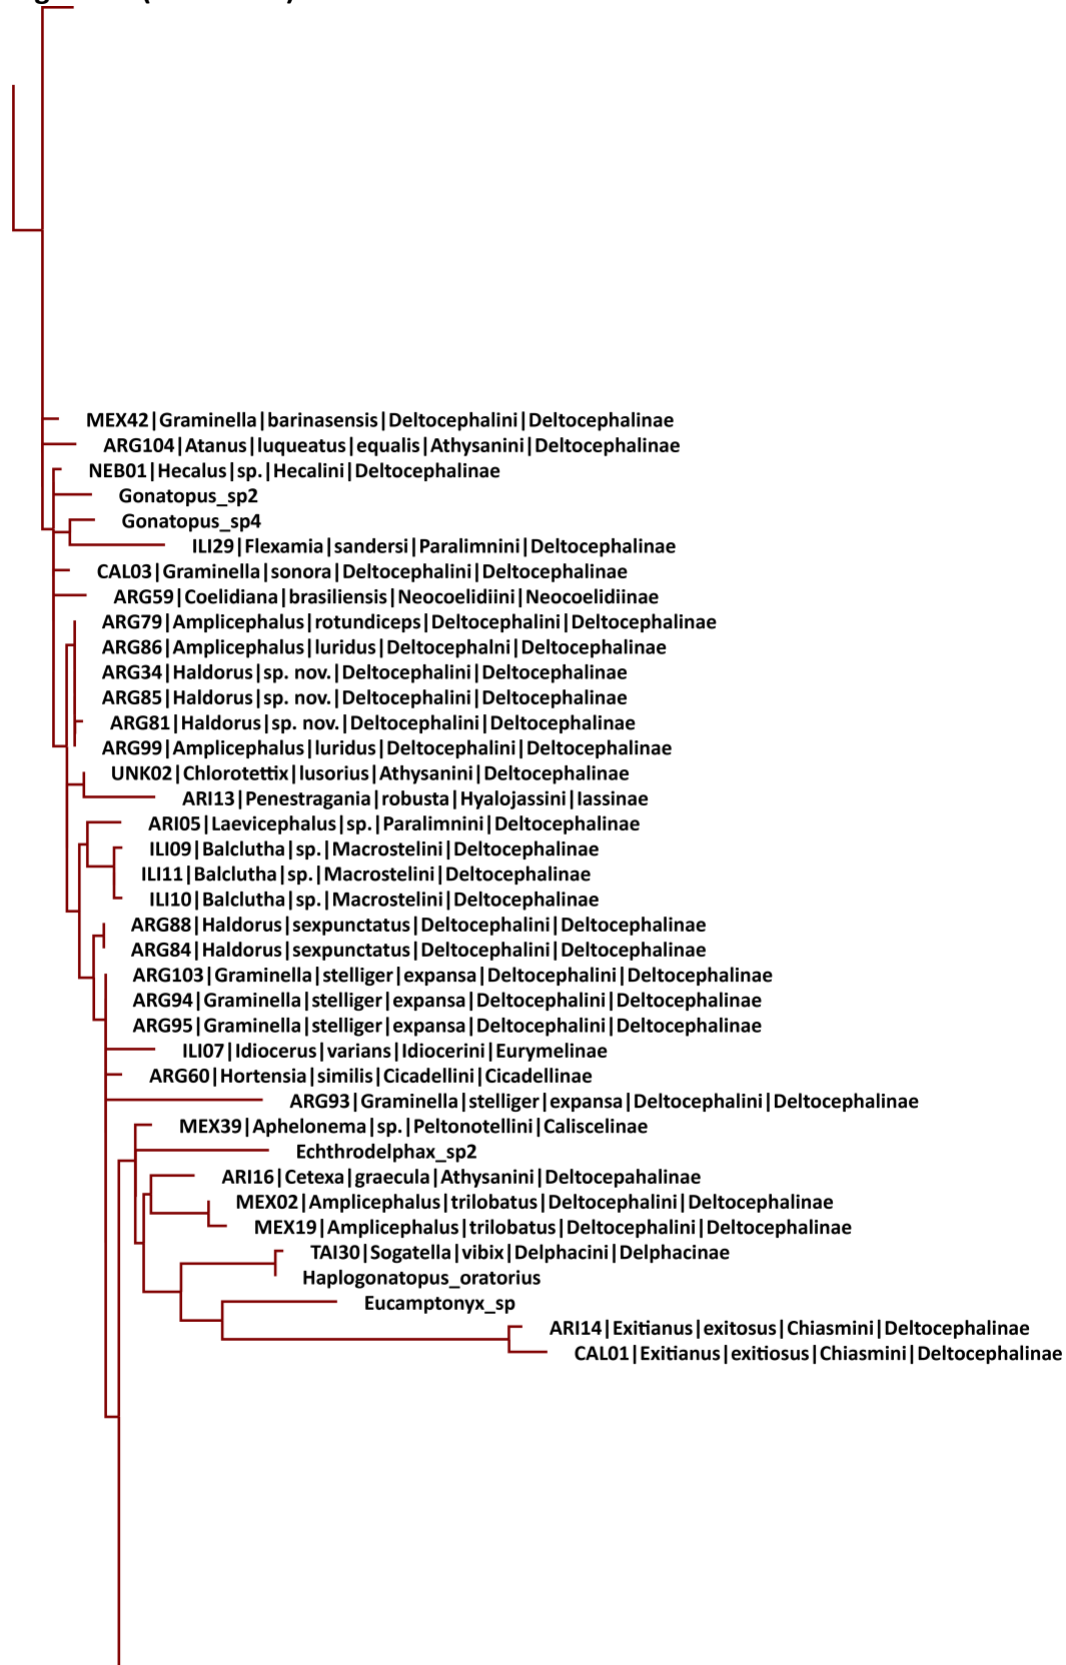 MEX42|Graminella|barinasensis|Deltocephalini|Deltocephalinae
ARG104|Atanus|luqueatus|equalis|Athysanini|Deltocephalinae
NEB01|Hecalus|sp.|Hecalini|Deltocephalinae
Gonatopus_sp2
Gonatopus_sp4
ILI29|Flexamia|sandersi|Paralimnini|Deltocephalinae
CAL03|Graminella|sonora|Deltocephalini|Deltocephalinae
ARG59|Coelidiana|brasiliensis|Neocoelidiini|Neocoelidiinae
ARG79|Amplicephalus|rotundiceps|Deltocephalini|Deltocephalinae
ARG86|Amplicephalus|luridus|Deltocephalni|Deltocephalinae
ARG34|Haldorus|sp. nov.|Deltocephalini|Deltocephalinae
ARG85|Haldorus|sp. nov.|Deltocephalini|Deltocephalinae
ARG81|Haldorus|sp. nov.|Deltocephalini|Deltocephalinae
ARG99|Amplicephalus|luridus|Deltocephalini|Deltocephalinae
UNK02|Chlorotettix|lusorius|Athysanini|Deltocephalinae
ARI13|Penestragania|robusta|Hyalojassini|Iassinae
ARI05|Laevicephalus|sp.|Paralimnini|Deltocephalinae
ILI09|Balclutha|sp.|Macrostelini|Deltocephalinae
ILI11|Balclutha|sp.|Macrostelini|Deltocephalinae
ILI10|Balclutha|sp.|Macrostelini|Deltocephalinae
ARG88|Haldorus|sexpunctatus|Deltocephalini|Deltocephalinae
ARG84|Haldorus|sexpunctatus|Deltocephalini|Deltocephalinae
ARG103|Graminella|stelliger|expansa|Deltocephalini|Deltocephalinae
ARG94|Graminella|stelliger|expansa|Deltocephalini|Deltocephalinae
ARG95|Graminella|stelliger|expansa|Deltocephalini|Deltocephalinae
ILI07|Idiocerus|varians|Idiocerini|Eurymelinae
ARG60|Hortensia|similis|Cicadellini|Cicadellinae
ARG93|Graminella|stelliger|expansa|Deltocephalini|Deltocephalinae
MEX39|Aphelonema|sp.|Peltonotellini|Caliscelinae
Echthrodelphax_sp2
ARI16|Cetexa|graecula|Athysanini|Deltocepahalinae
MEX02|Amplicephalus|trilobatus|Deltocephalini|Deltocephalinae
MEX19|Amplicephalus|trilobatus|Deltocephalini|Deltocephalinae
TAI30|Sogatella|vibix|Delphacini|Delphacinae
Haplogonatopus_oratorius
Eucamptonyx_sp
ARI14|Exitianus|exitosus|Chiasmini|Deltocephalinae
CAL01|Exitianus|exitiosus|Chiasmini|Deltocephalinae